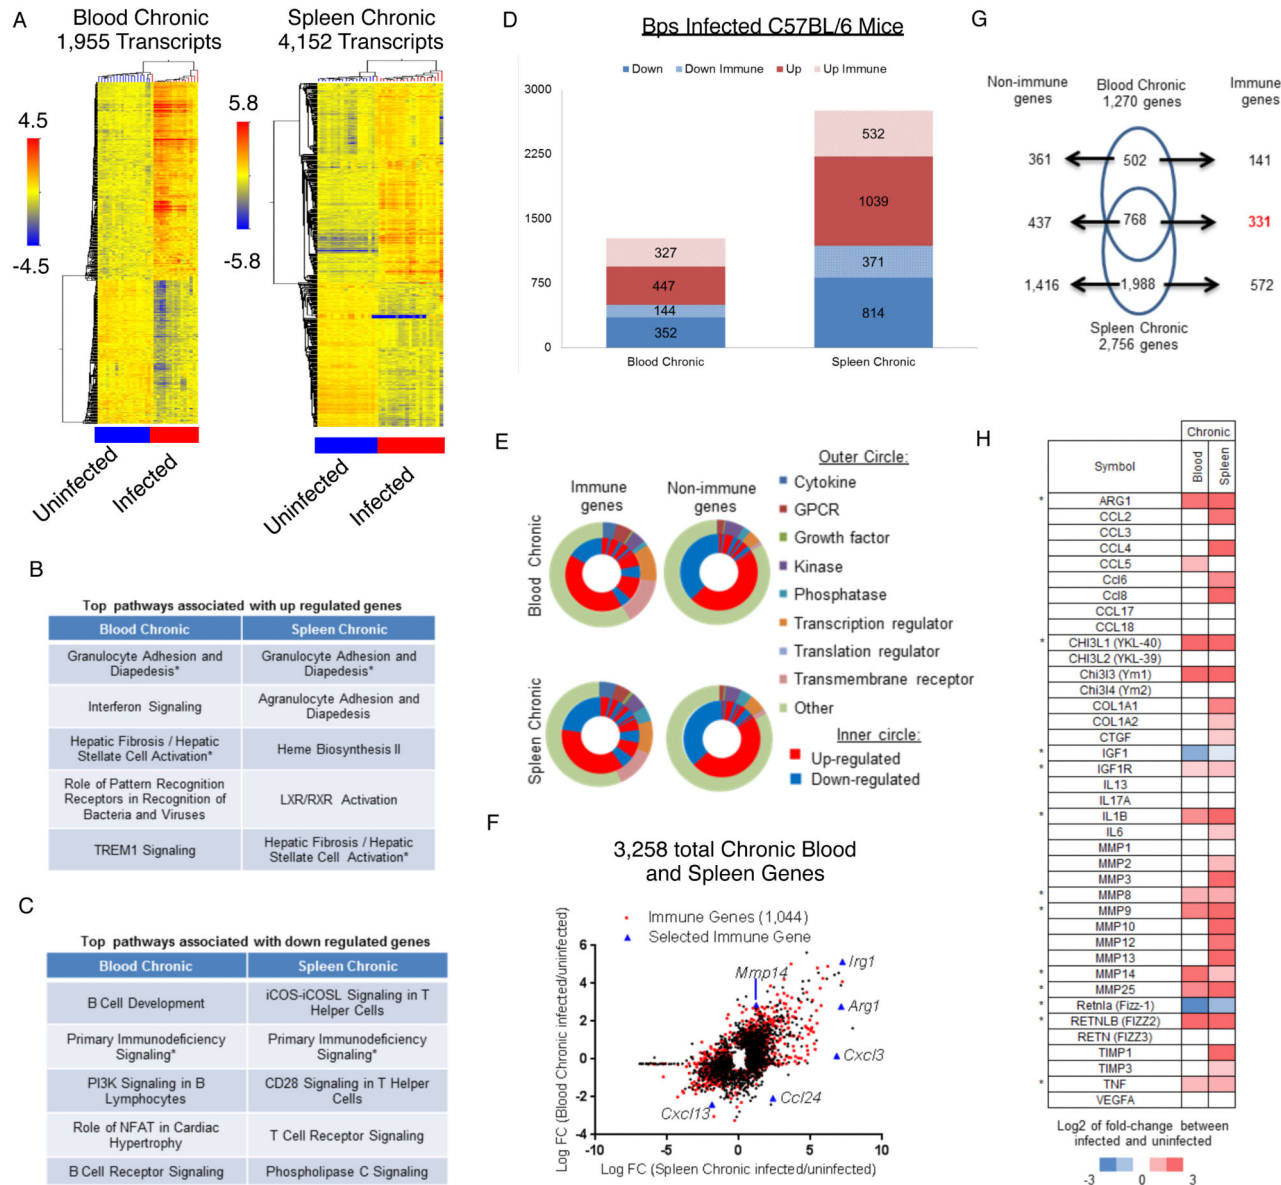 A
Blood Chronic
1,955 Transcripts
Spleen Chronic
4,152 Transcripts
4.5
-4.5
5.8
-5.8
Uninfected
Infected
Uninfected
Infected
B
Top pathways associated with up regulated genes
Blood Chronic
Spleen Chronic
Granulocyte Adhesion and
Diapedesis*
Granulocyte Adhesion and
Diapedesis*
Interferon Signaling
Agranulocyte Adhesion and
Diapedesis
Hepatic Fibrosis / Hepatic
Stellate Cell Activation*
Heme Biosynthesis II
Role of Pattern Recognition
Receptors in Recognition of
Bacteria and Viruses
LXR/RXR Activation
TREM1 Signaling
Hepatic Fibrosis / Hepatic
Stellate Cell Activation*
C
Top pathways associated with down regulated genes
Blood Chronic
Spleen Chronic
B Cell Development
iCOS-iCOSL Signaling in T
Helper Cells
Primary Immunodeficiency
Signaling*
Primary Immunodeficiency
Signaling*
PI3K Signaling in B
Lymphocytes
CD28 Signaling in T Helper
Cells
Role of NFAT in Cardiac
Hypertrophy
T Cell Receptor Signaling
B Cell Receptor Signaling
Phospholipase C Signaling
D
Bps Infected C57BL/6 Mice
Down
Down Immune
Up
Up Immune
3000
2250
1500
750
0
327
447
144
352
532
1039
371
814
Blood Chronic
Spleen Chronic
E
Immune
genes
Non-immune
genes
Blood Chronic
Spleen Chronic
Outer Circle:
Cytokine
GPCR
Growth factor
Kinase
Phosphatase
Transcription regulator
Translation regulator
Transmembrane receptor
Other
Inner circle:
Up-regulated
Down-regulated
F
3,258 total Chronic Blood
and Spleen Genes
Immune Genes (1,044)
Selected Immune Gene
Log FC (Blood Chronic infected/uninfected)
6
4
2
0
-2
-4
Mmp14
Irg1
Arg1
Cxcl3
Ccl24
Cxcl13
-10
-5
0
5
10
Log FC (Spleen Chronic infected/uninfected)
G
Non-immune
genes
Blood Chronic
1,270 genes
Immune
genes
361
502
141
437
768
331
1,416
1,988
572
Spleen Chronic
2,756 genes
H
Chronic
Symbol
Blood
Spleen
* ARG1
CCL2
CCL3
CCL4
CCL5
Ccl6
Ccl8
CCL17
CCL18
* CHI3L1 (YKL-40)
CHI3L2 (YKL-39)
Chi3l3 (Ym1)
Chi3l4 (Ym2)
COL1A1
COL1A2
CTGF
* IGF1
* IGF1R
IL13
IL17A
* IL1B
IL6
MMP1
MMP2
MMP3
* MMP8
* MMP9
MMP10
MMP12
MMP13
* MMP14
* MMP25
* Retnla (Fizz-1)
* RETNLB (FIZZ2)
RETN (FIZZ3)
TIMP1
TIMP3
* TNF
VEGFA
Log2 of fold-change between
infected and uninfected
-3
0
3